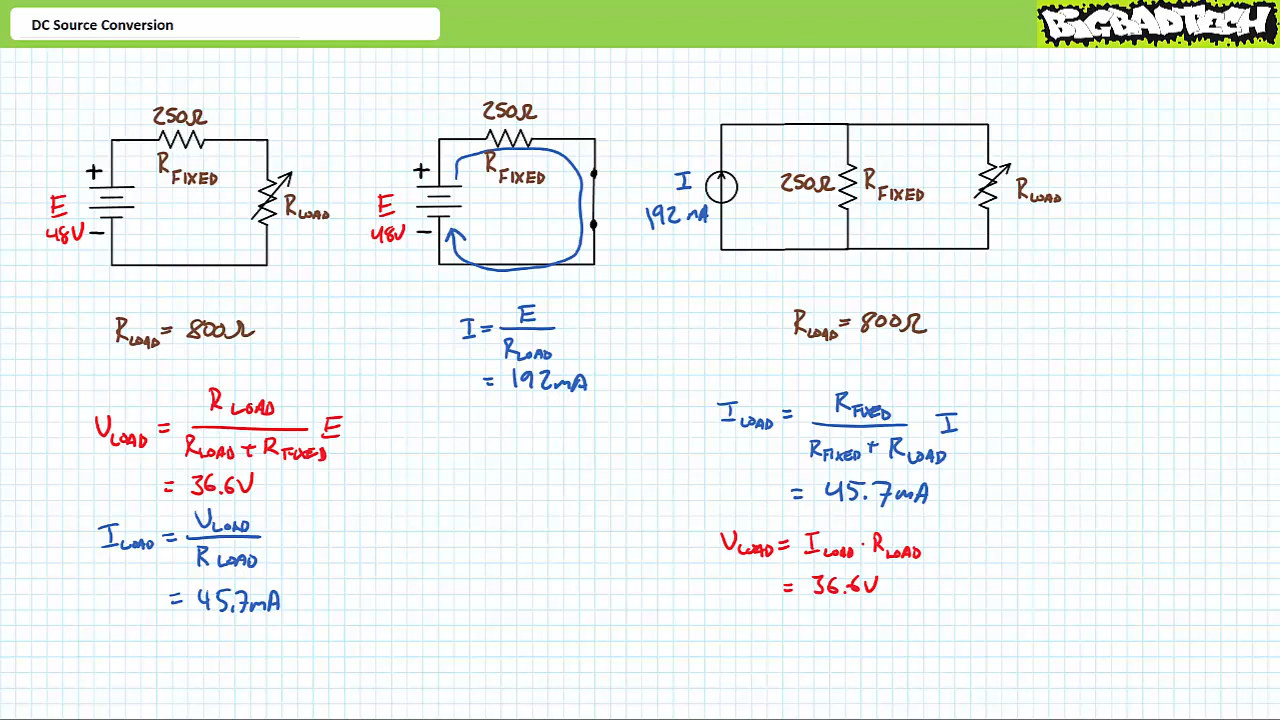 DC Source Conversion
BIGBADTECH
250Ω
R FIXED
+
E
48V
−
R LOAD
250Ω
R FIXED
+
E
48V
−
I
192 mA
250Ω
R FIXED
R LOAD
R LOAD = 800Ω
V LOAD = R LOAD / R LOAD + R FIXED E
= 36.6V
I LOAD = V LOAD / R LOAD
= 45.7mA
I = E / R LOAD
= 192mA
R LOAD = 800Ω
I LOAD = R FIXED / R FIXED + R LOAD I
= 45.7mA
V LOAD = I LOAD · R LOAD
= 36.6V